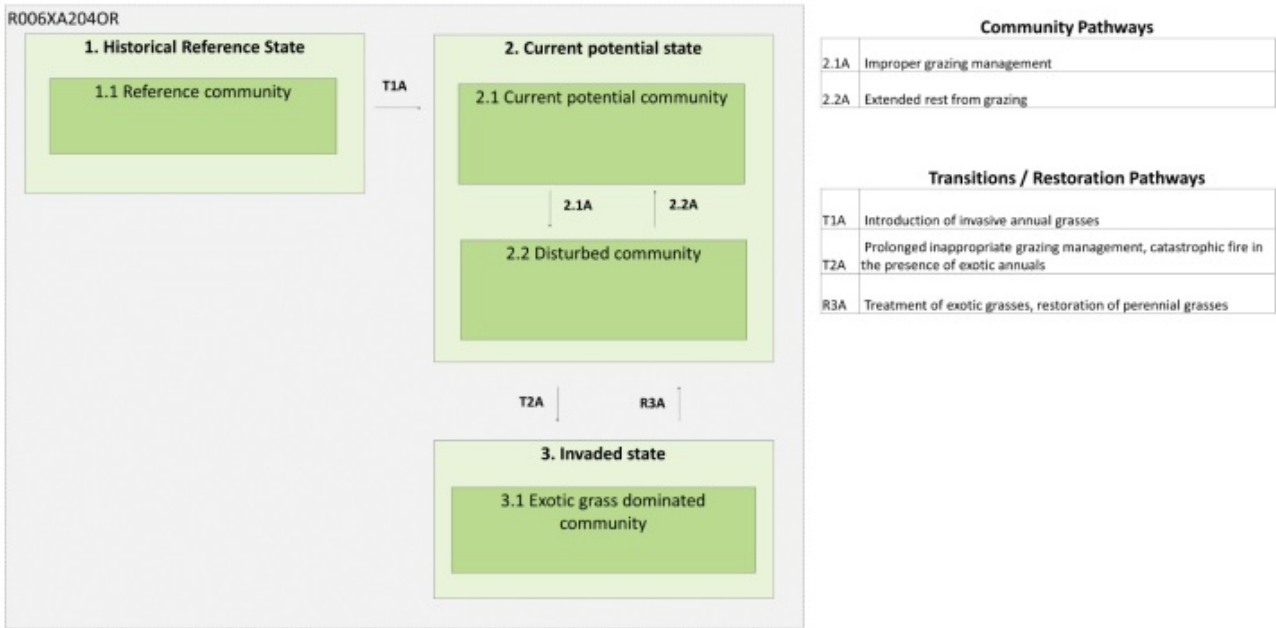 R006XA204OR
1. Historical Reference State
1.1 Reference community
T1A
2. Current potential state
2.1 Current potential community
2.1A
2.2A
2.2 Disturbed community
T2A
R3A
3. Invaded state
3.1 Exotic grass dominated
community
Community Pathways
2.1A Improper grazing management
2.2A Extended rest from grazing
Transitions / Restoration Pathways
T1A Introduction of invasive annual grasses
Prolonged inappropriate grazing management, catastrophic fire in
T2A the presence of exotic annuals
R3A Treatment of exotic grasses, restoration of perennial grasses